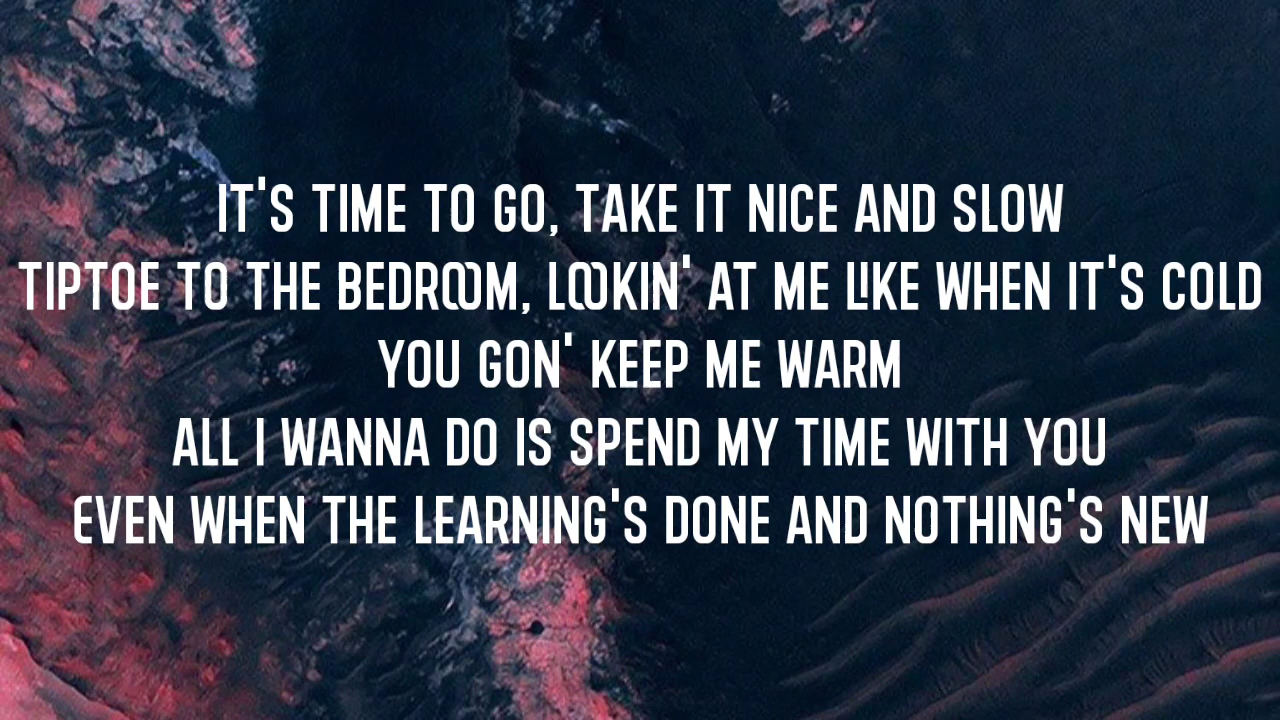 IT'S TIME TO GO, TAKE IT NICE AND SLOW
TIPTOE TO THE BEDROOM, LOOKIN' AT ME LIKE WHEN IT'S COLD
YOU GON' KEEP ME WARM
ALL I WANNA DO IS SPEND MY TIME WITH YOU
EVEN WHEN THE LEARNING'S DONE AND NOTHING'S NEW